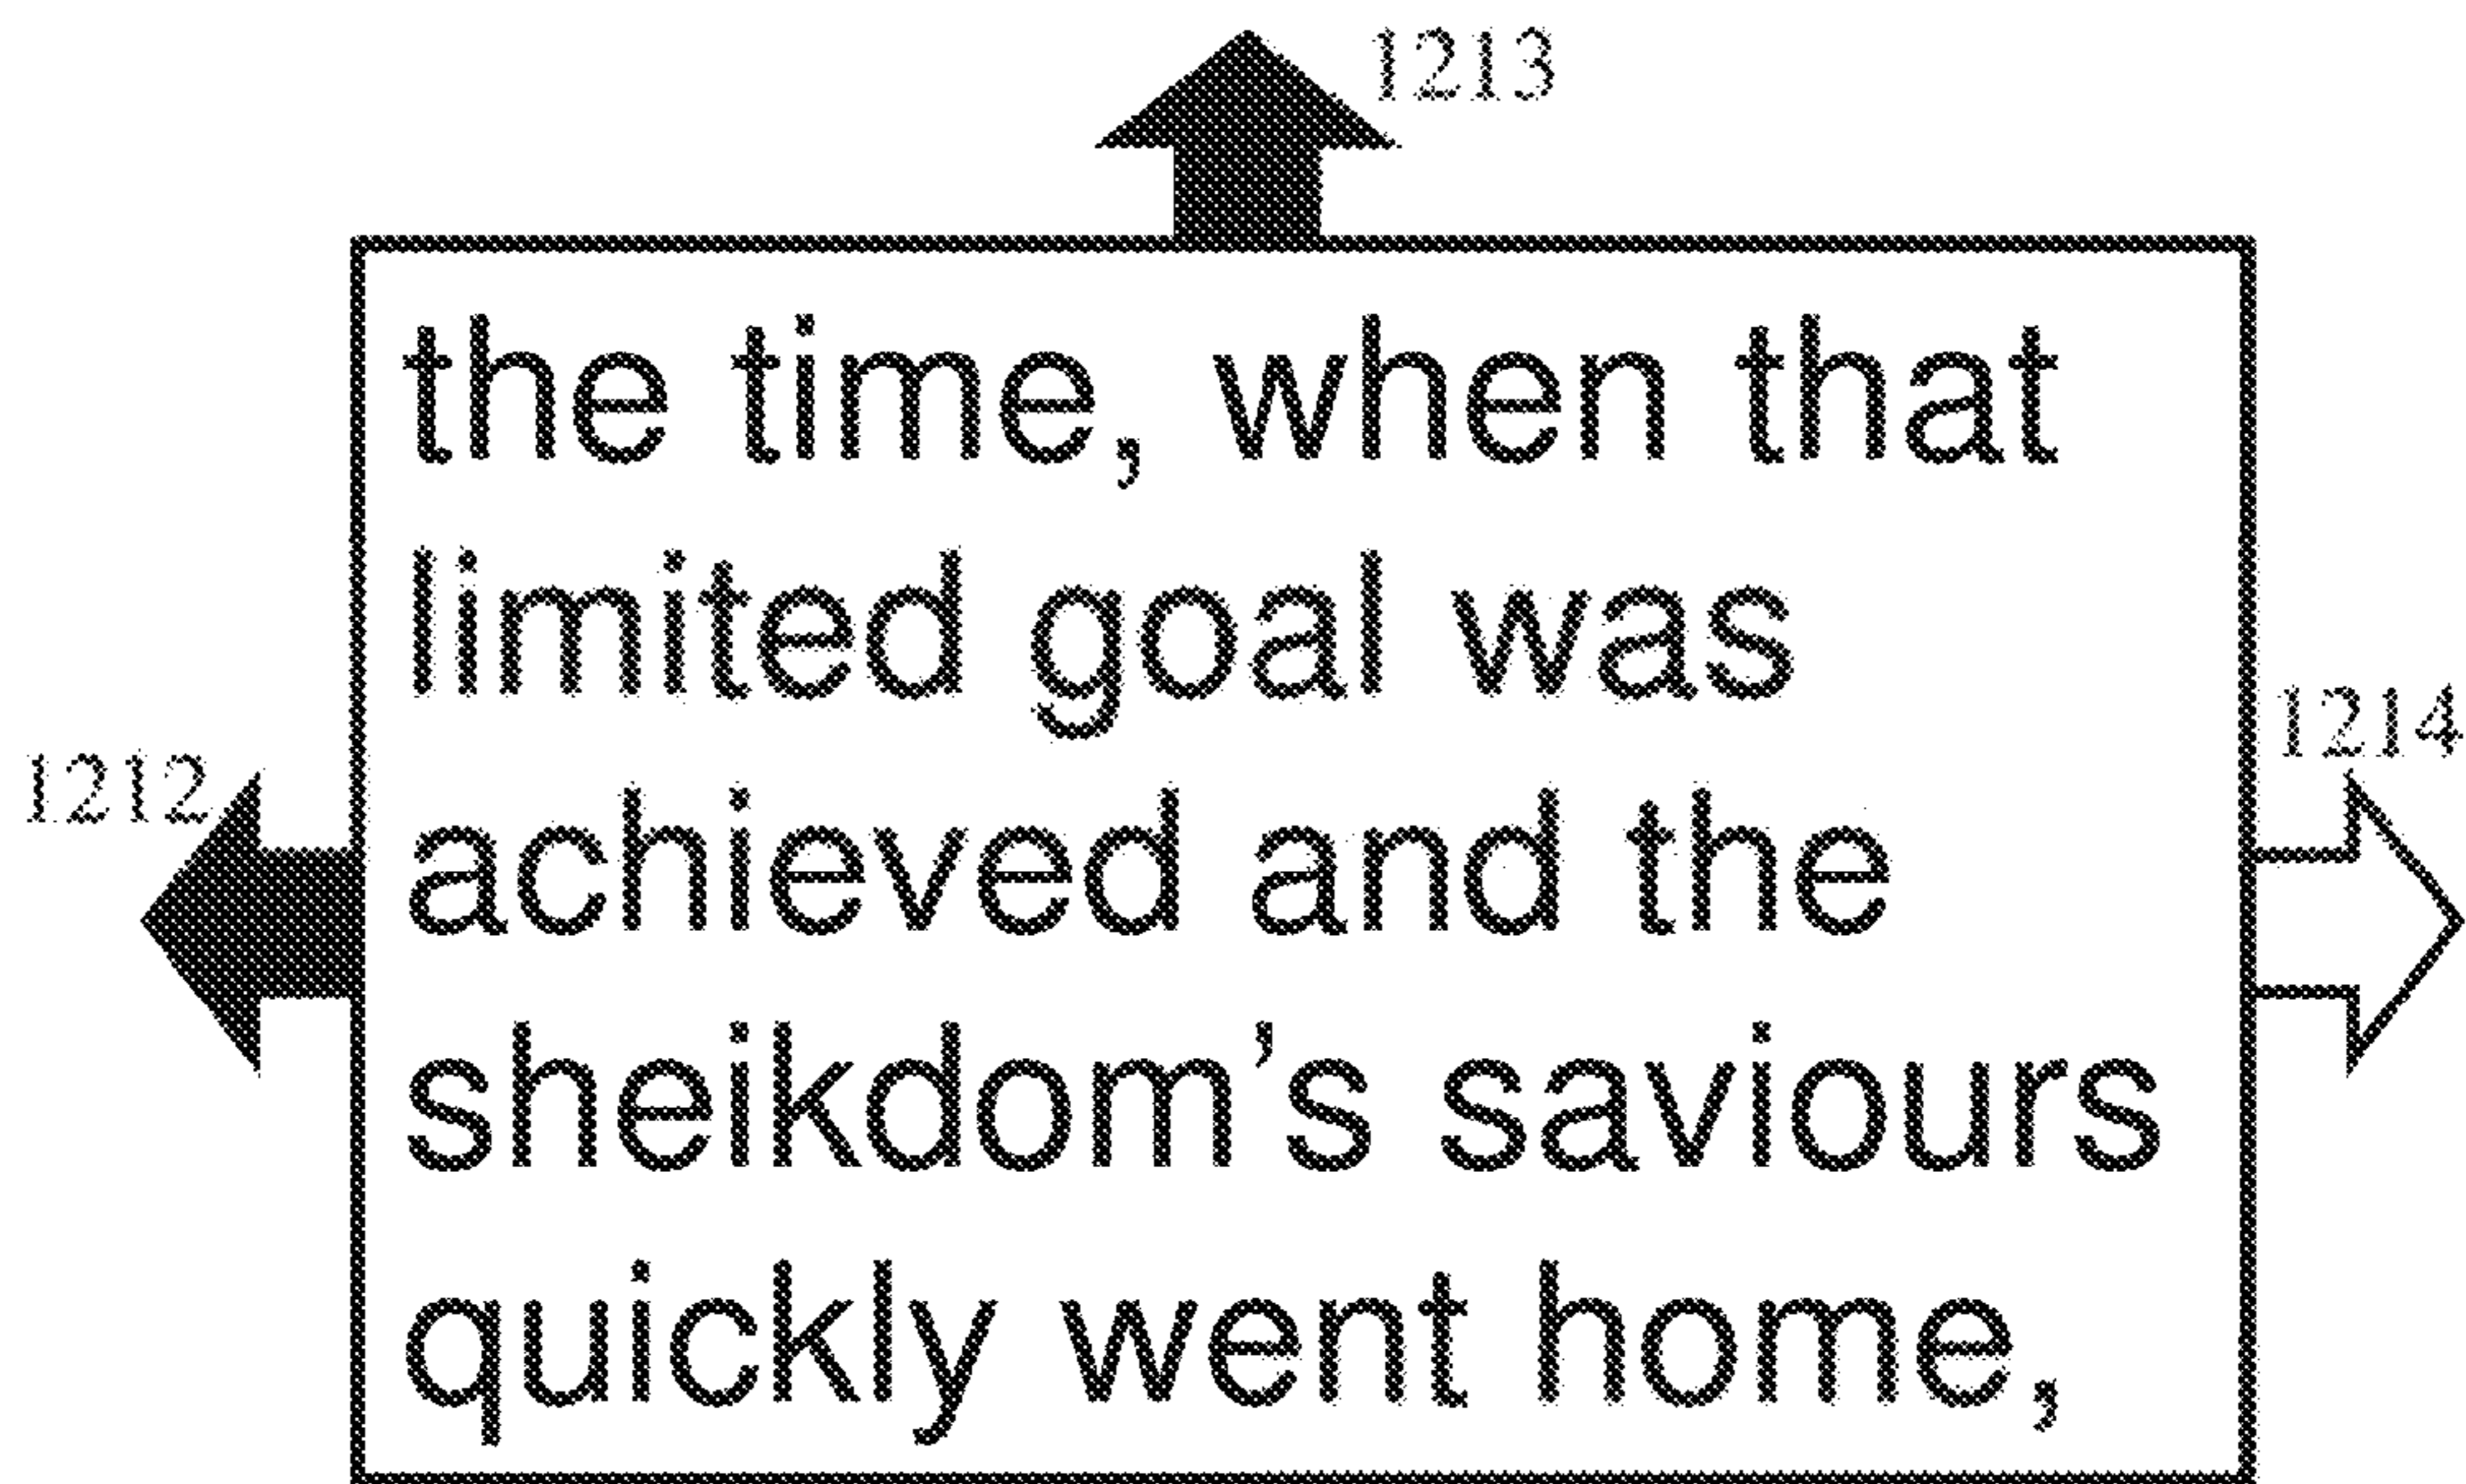 1213
the time, when that
limited goal was
1214
1212
achieved and the
sheikdom’s saviours
quickly went home,